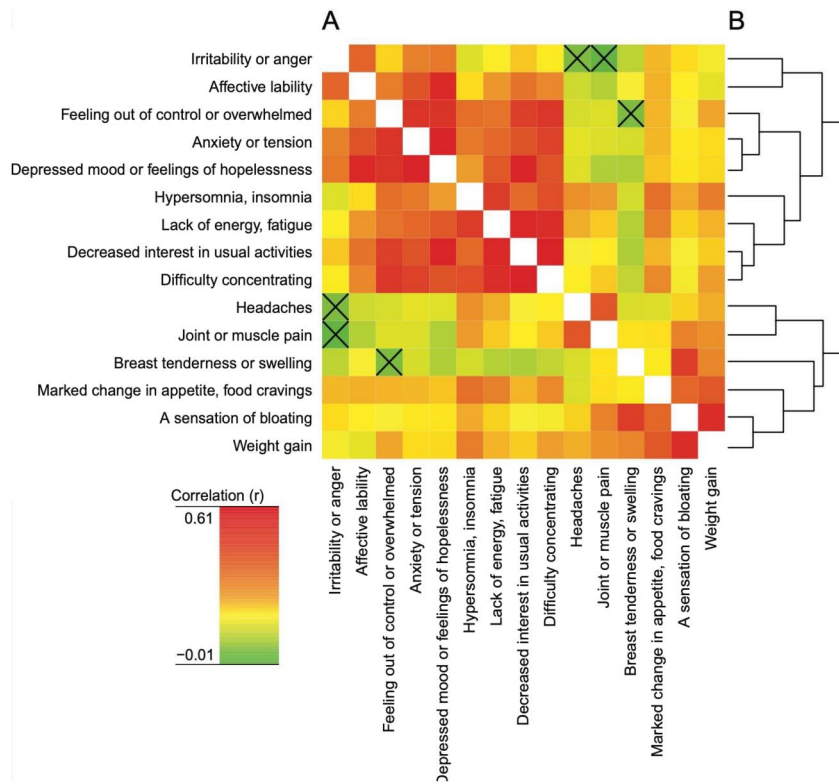 A
B
Irritability or anger
Affective lability
Feeling out of control or overwhelmed
Anxiety or tension
Depressed mood or feelings of hopelessness
Hypersomnia, insomnia
Lack of energy, fatigue
Decreased interest in usual activities
Difficulty concentrating
Headaches
Joint or muscle pain
Breast tenderness or swelling
Marked change in appetite, food cravings
A sensation of bloating
Weight gain
Correlation (r)
0.61
−0.01
Irritability or anger
Affective lability
Feeling out of control or overwhelmed
Anxiety or tension
Depressed mood or feelings of hopelessness
Hypersomnia, insomnia
Lack of energy, fatigue
Decreased interest in usual activities
Difficulty concentrating
Headaches
Joint or muscle pain
Breast tenderness or swelling
Marked change in appetite, food cravings
A sensation of bloating
Weight gain